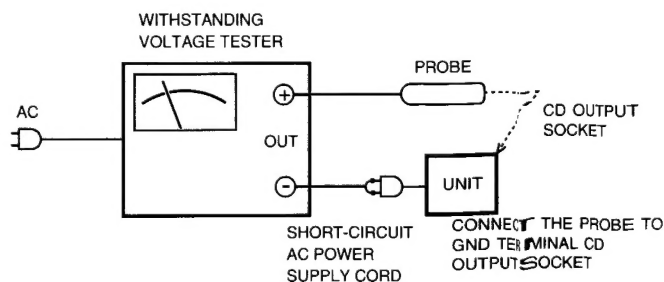 WITHSTANDING
VOLTAGE TESTER
PROBE
AC
+
CD OUTPUT
SOCKET
OUT
−
UNIT
SHORT-CIRCUIT
AC POWER
SUPPLY CORD
CONNECT THE PROBE TO
GND TERMINAL CD
OUTPUT SOCKET